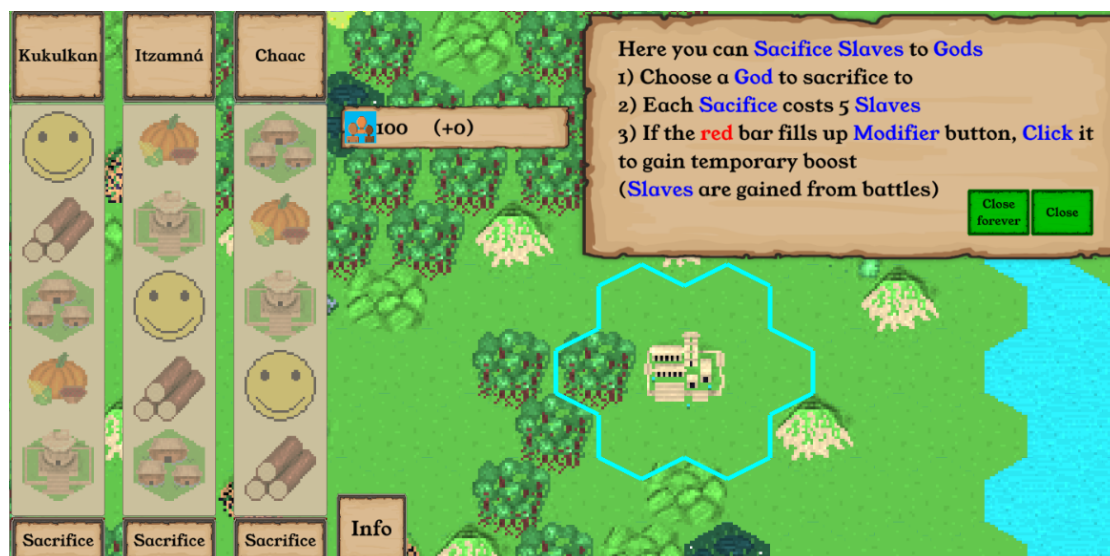 Kukulkan
Itzamná
Chaac
100 (+0)
Here you can Sacifice Slaves to Gods
1) Choose a God to sacrifice to
2) Each Sacifice costs 5 Slaves
3) If the red bar fills up Modifier button, Click it
to gain temporary boost
(Slaves are gained from battles)
Close
forever
Close
Sacrifice
Sacrifice
Sacrifice
Info